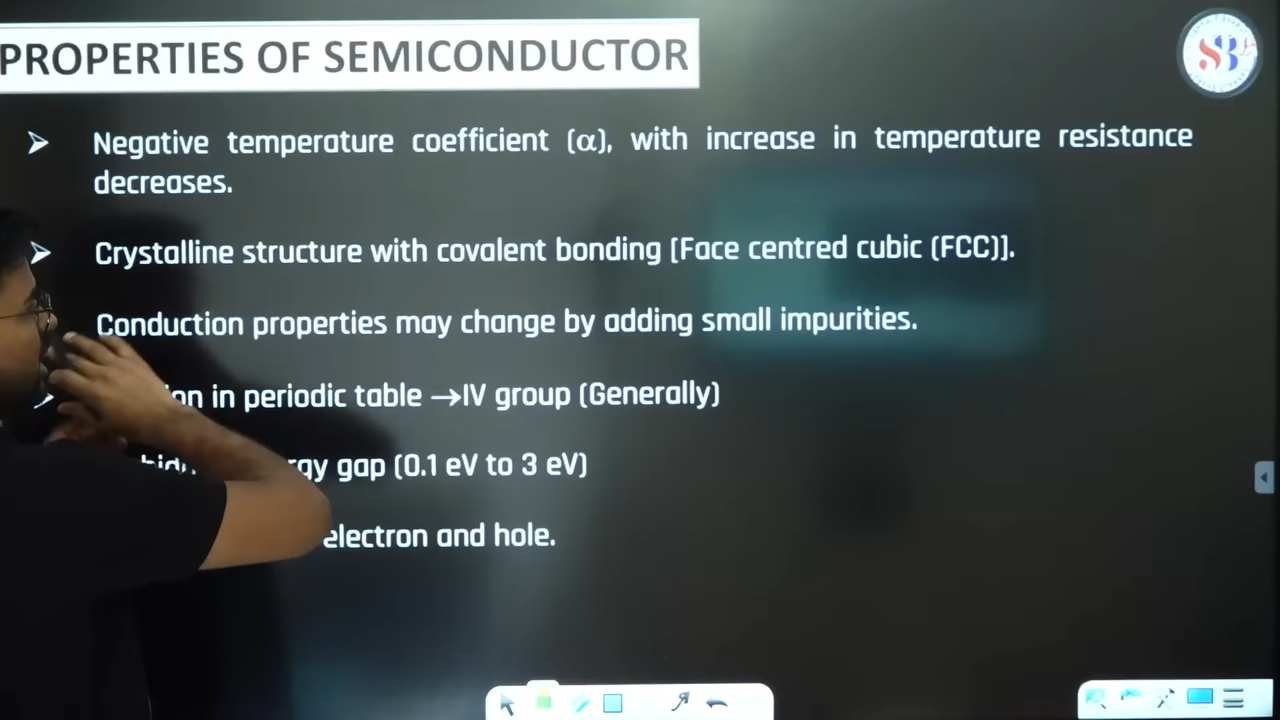 PROPERTIES OF SEMICONDUCTOR
Negative temperature coefficient (α), with increase in temperature resistance
decreases.
Crystalline structure with covalent bonding [Face centred cubic (FCC)].
Conduction properties may change by adding small impurities.
in periodic table →IV group (Generally)
gap (0.1 eV to 3 eV)
electron and hole.
SB